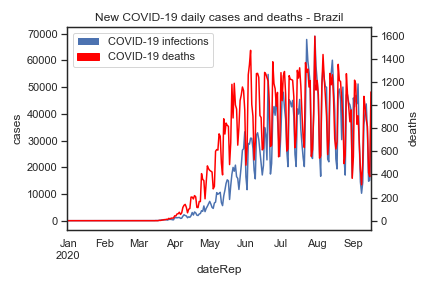 New COVID-19 daily cases and deaths - Brazil
COVID-19 infections
COVID-19 deaths
cases
70000
60000
50000
40000
30000
20000
10000
0
deaths
1600
1400
1200
1000
800
600
400
200
0
Jan Feb Mar Apr May Jun Jul Aug Sep
2020
dateRep